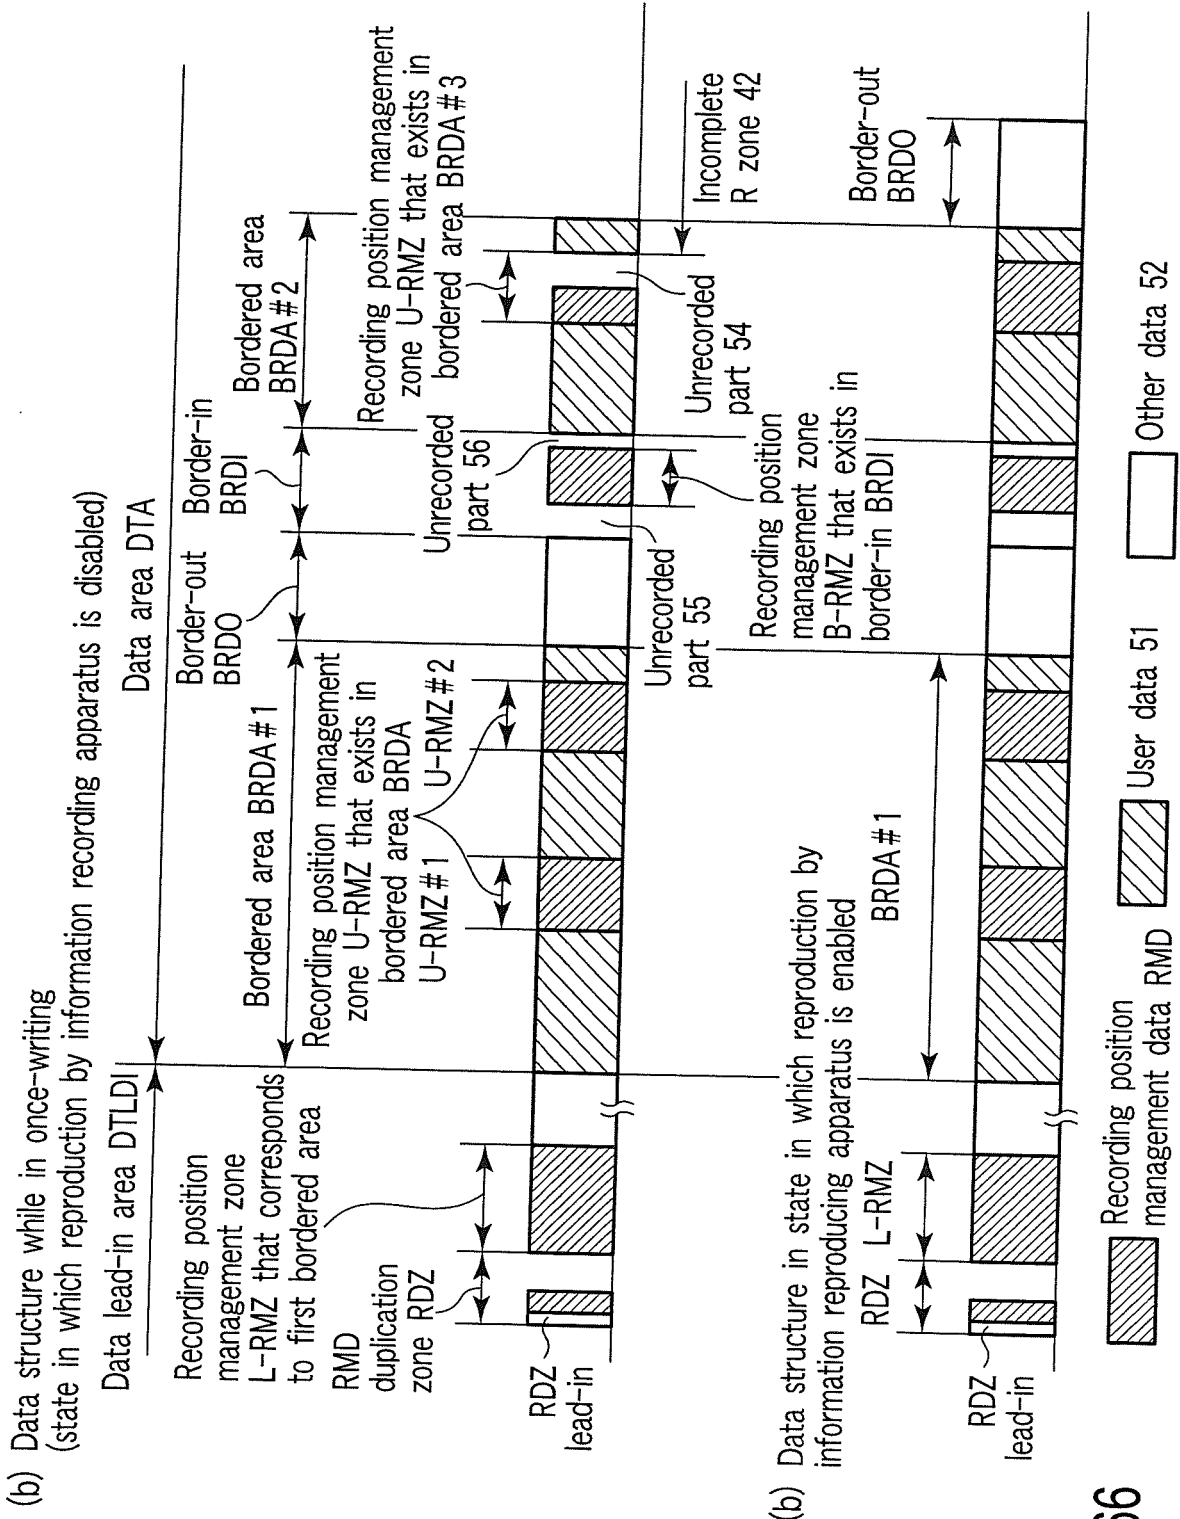 (b) Data structure while in once-writing
(state in which reproduction by information recording apparatus is disabled)
Data lead-in area DTLDI
Data area DTA
Recording position
management zone
L-RMZ that corresponds
to first bordered area
RMD
duplication
zone RDZ
RDZ
lead-in
Bordered area BRDA#1
Recording position management
zone U-RMZ that exists in
bordered area BRDA
U-RMZ#1
U-RMZ#2
Border-out
BRDO
Border-in
BRDI
Bordered area
BRDA#2
Recording position management
zone U-RMZ that exists in
bordered area BRDA#3
Unrecorded
part 56
Unrecorded
part 55
Unrecorded
part 54
Incomplete
R zone 42
Recording position
management zone
B-RMZ that exists in
border-in BRDI
(b) Data structure in state in which reproduction by
information reproducing apparatus is enabled
RDZ
L-RMZ
BRDA#1
Border-out
BRDO
RDZ
lead-in
Recording position
management data RMD
User data 51
Other data 52